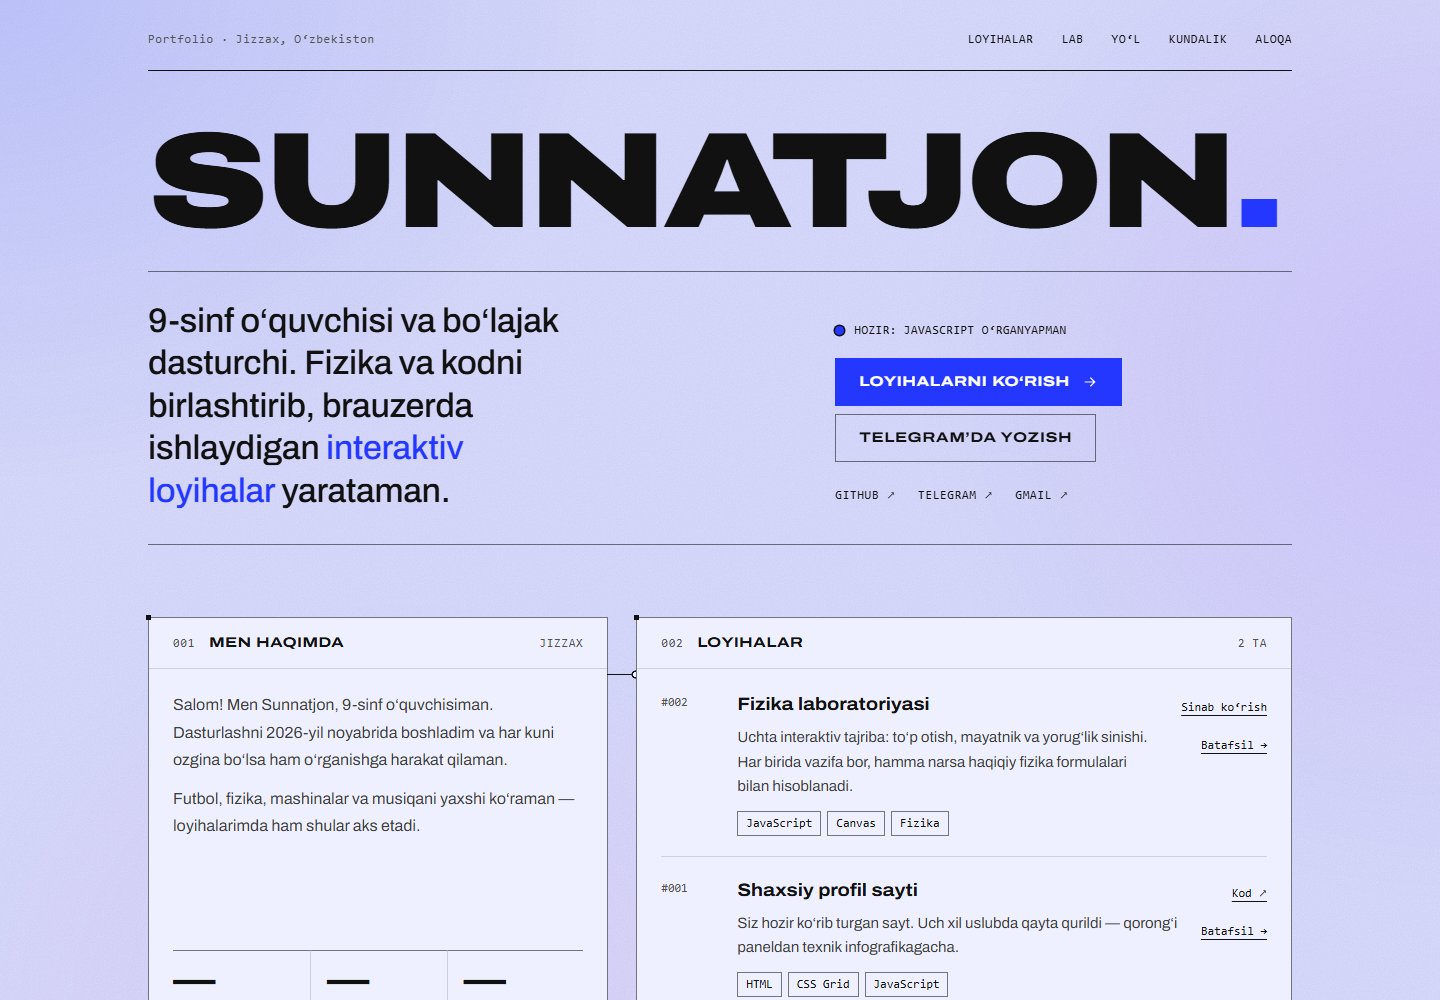 Portfolio · Jizzax, Oʻzbekiston
LOYIHALAR LAB YOʻL KUNDALIK ALOQA
SUNNATJON.
9-sinf oʻquvchisi va boʻlajak
dasturchi. Fizika va kodni
birlashtirib, brauzerda
ishlaydigan interaktiv
loyihalar yarataman.
HOZIR: JAVASCRIPT OʻRGANYAPMAN
LOYIHALARNI KOʻRISH →
TELEGRAM’DA YOZISH
GITHUB ↗ TELEGRAM ↗ GMAIL ↗
001 MEN HAQIMDA JIZZAX
Salom! Men Sunnatjon, 9-sinf oʻquvchisiman.
Dasturlashni 2026-yil noyabrida boshladim va har kuni
ozgina boʻlsa ham oʻrganishga harakat qilaman.
Futbol, fizika, mashinalar va musiqani yaxshi koʻraman —
loyihalarimda ham shular aks etadi.
002 LOYIHALAR 2 TA
#002 Fizika laboratoriyasi Sinab koʻrish
Uchta interaktiv tajriba: toʻp otish, mayatnik va yorugʻlik sinishi.
Har birida vazifa bor, hamma narsa haqiqiy fizika formulalari
bilan hisoblanadi.
Batafsil →
JavaScript Canvas Fizika
#001 Shaxsiy profil sayti Kod ↗
Siz hozir koʻrib turgan sayt. Uch xil uslubda qayta qurildi — qorongʻi
paneldan texnik infografikagacha.
Batafsil →
HTML CSS Grid JavaScript